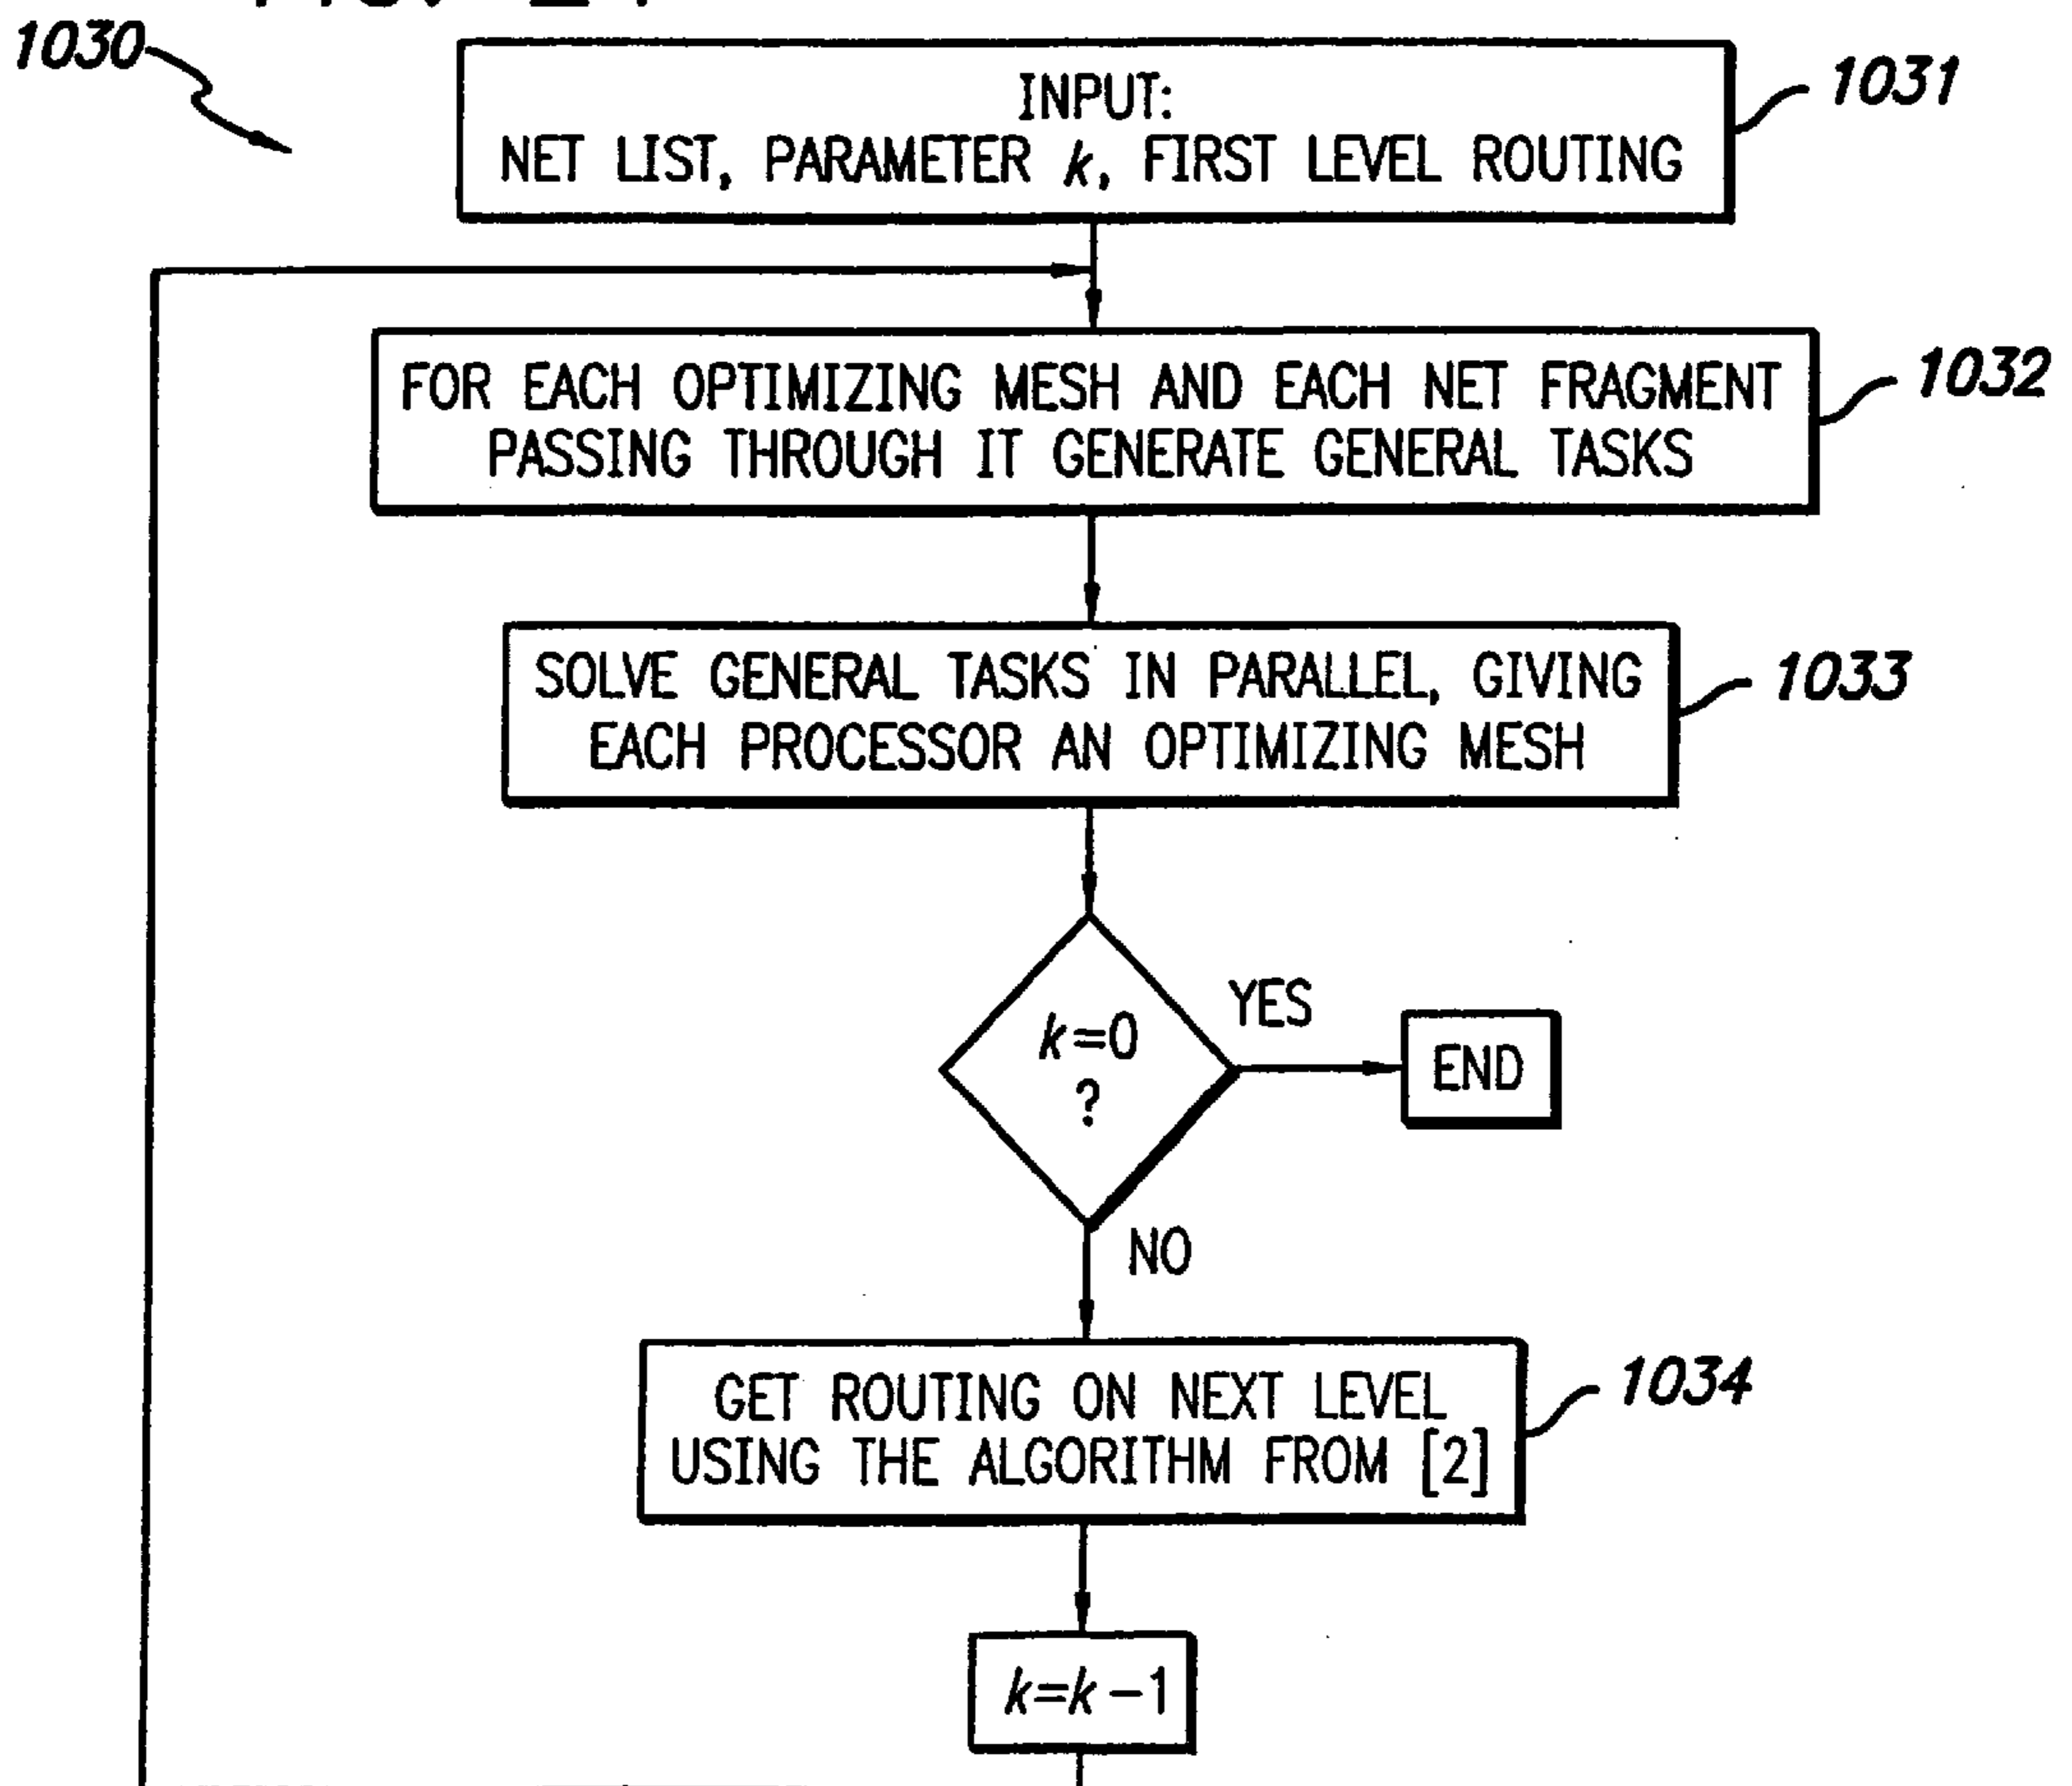 1030
INPUT:
NET LIST, PARAMETER k, FIRST LEVEL ROUTING
1031
FOR EACH OPTIMIZING MESH AND EACH NET FRAGMENT
PASSING THROUGH IT GENERATE GENERAL TASKS
1032
SOLVE GENERAL TASKS IN PARALLEL, GIVING
EACH PROCESSOR AN OPTIMIZING MESH
1033
k=0
?
YES
END
NO
GET ROUTING ON NEXT LEVEL
USING THE ALGORITHM FROM [2]
1034
k=k-1